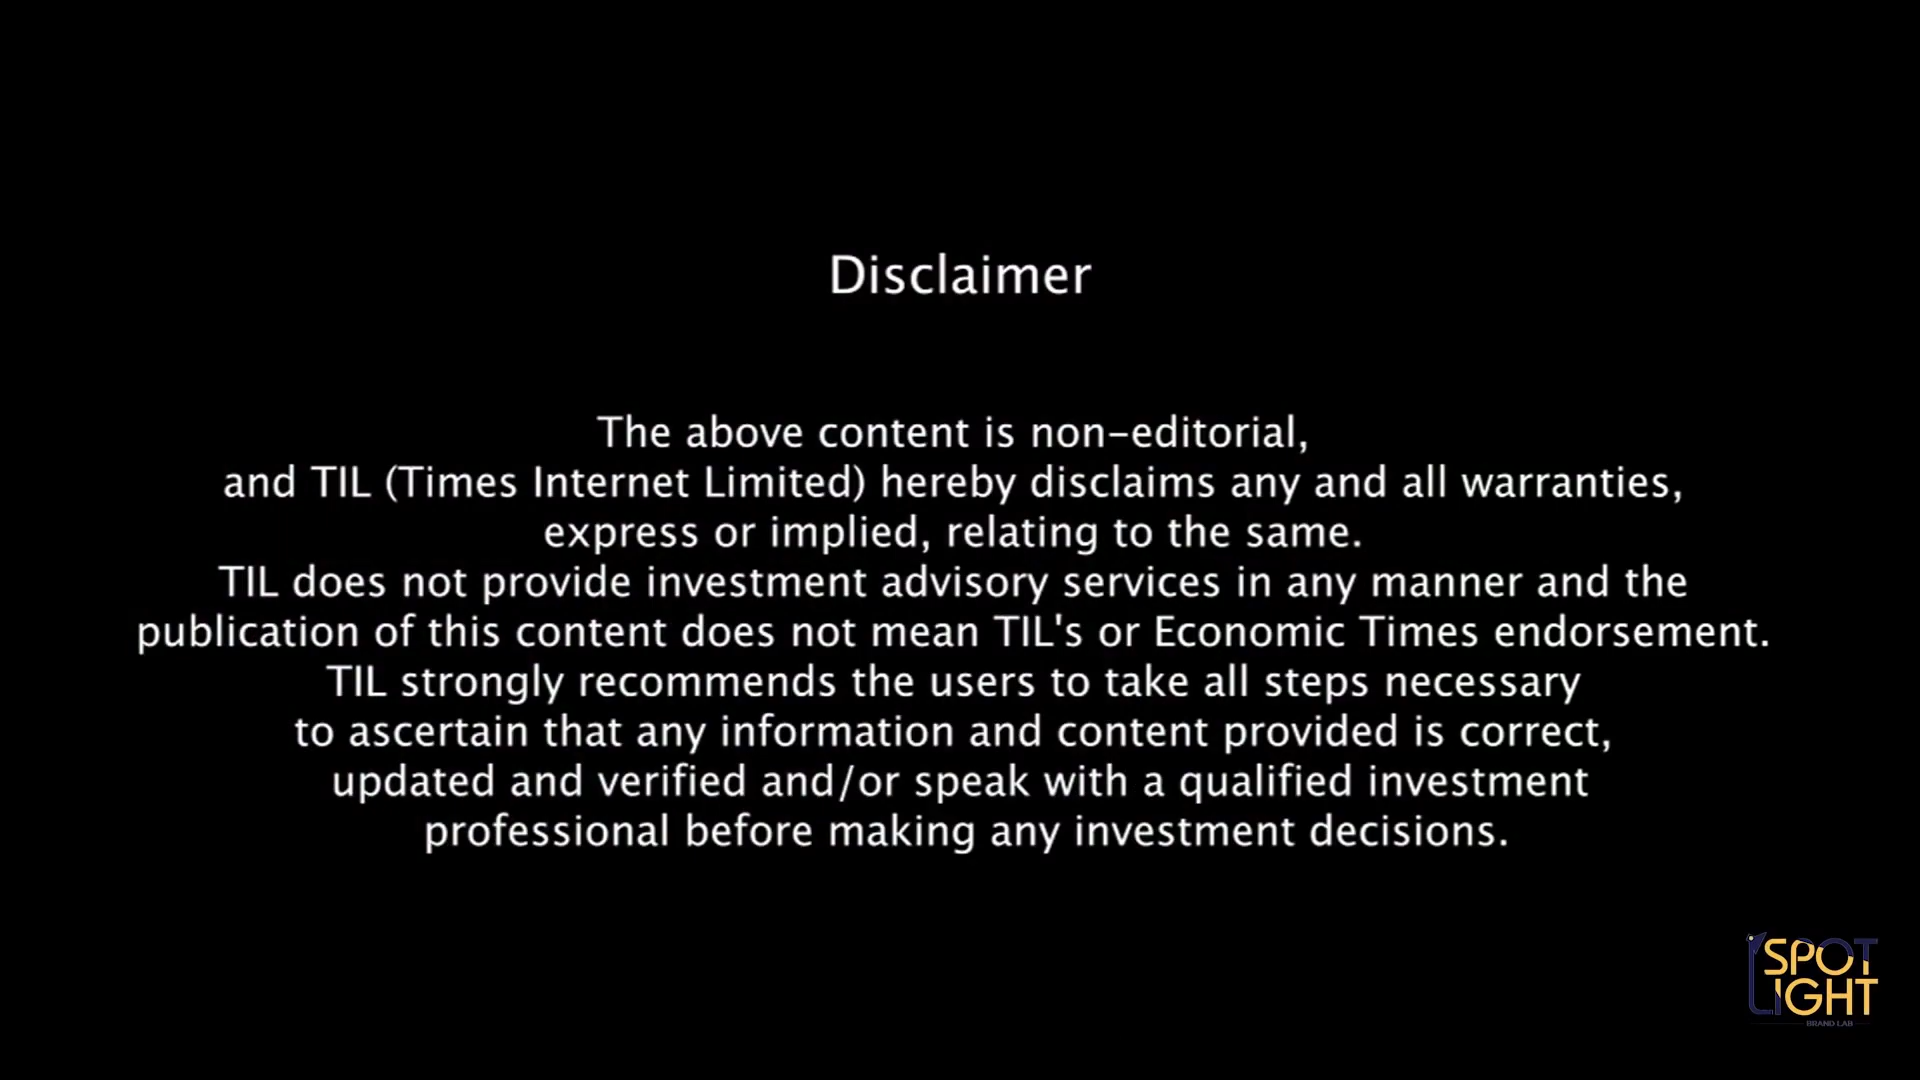 Disclaimer
The above content is non-editorial,
and TIL (Times Internet Limited) hereby disclaims any and all warranties,
express or implied, relating to the same.
TIL does not provide investment advisory services in any manner and the
publication of this content does not mean TIL's or Economic Times endorsement.
TIL strongly recommends the users to take all steps necessary
to ascertain that any information and content provided is correct,
updated and verified and/or speak with a qualified investment
professional before making any investment decisions.
SPOT
LIGHT
BRAND LAB